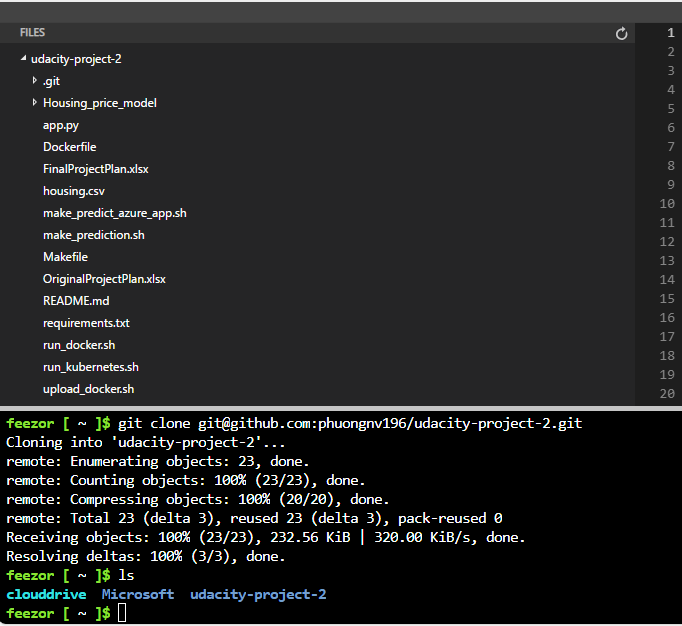 FILES
udacity-project-2
.git
Housing_price_model
app.py
Dockerfile
FinalProjectPlan.xlsx
housing.csv
make_predict_azure_app.sh
make_prediction.sh
Makefile
OriginalProjectPlan.xlsx
README.md
requirements.txt
run_docker.sh
run_kubernetes.sh
upload_docker.sh
1
2
3
4
5
6
7
8
9
10
11
12
13
14
15
16
17
18
19
20
feezor [ ~ ]$ git clone git@github.com:phuongnv196/udacity-project-2.git
Cloning into 'udacity-project-2'...
remote: Enumerating objects: 23, done.
remote: Counting objects: 100% (23/23), done.
remote: Compressing objects: 100% (20/20), done.
remote: Total 23 (delta 3), reused 23 (delta 3), pack-reused 0
Receiving objects: 100% (23/23), 232.56 KiB | 320.00 KiB/s, done.
Resolving deltas: 100% (3/3), done.
feezor [ ~ ]$ ls
clouddrive  Microsoft  udacity-project-2
feezor [ ~ ]$